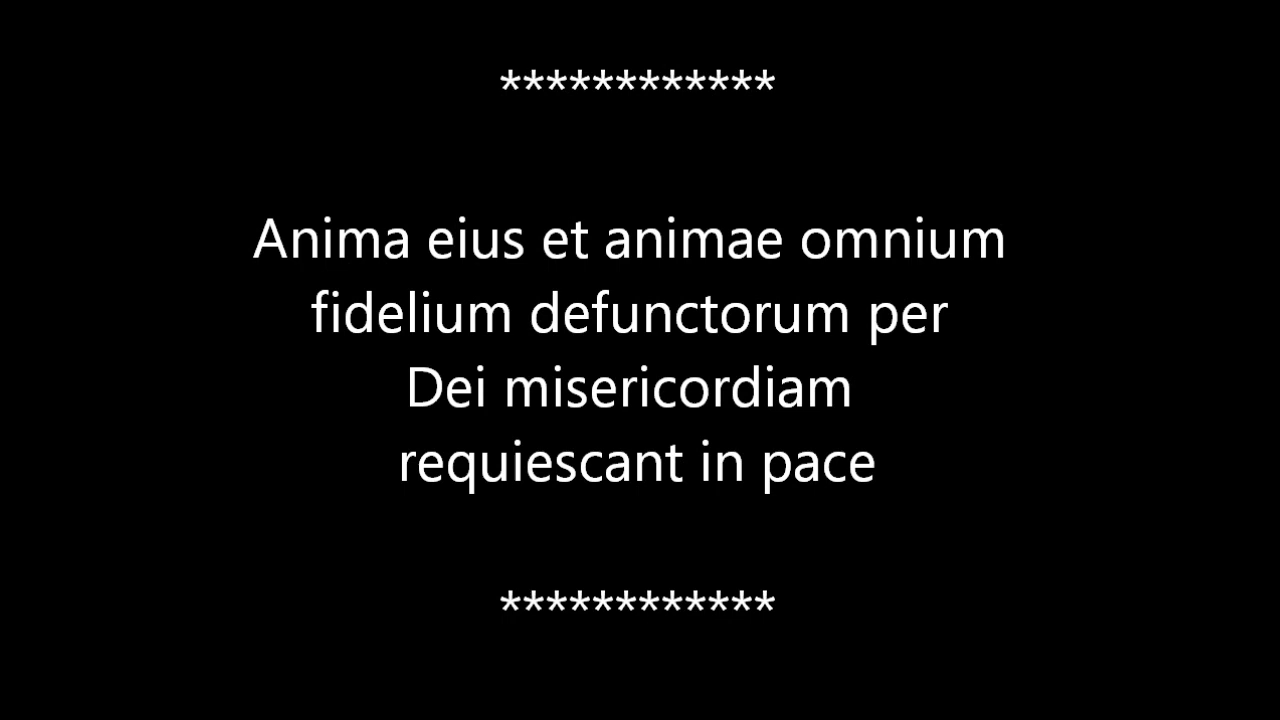 ************
Anima eius et animae omnium
fidelium defunctorum per
Dei misericordiam
requiescant in pace
************